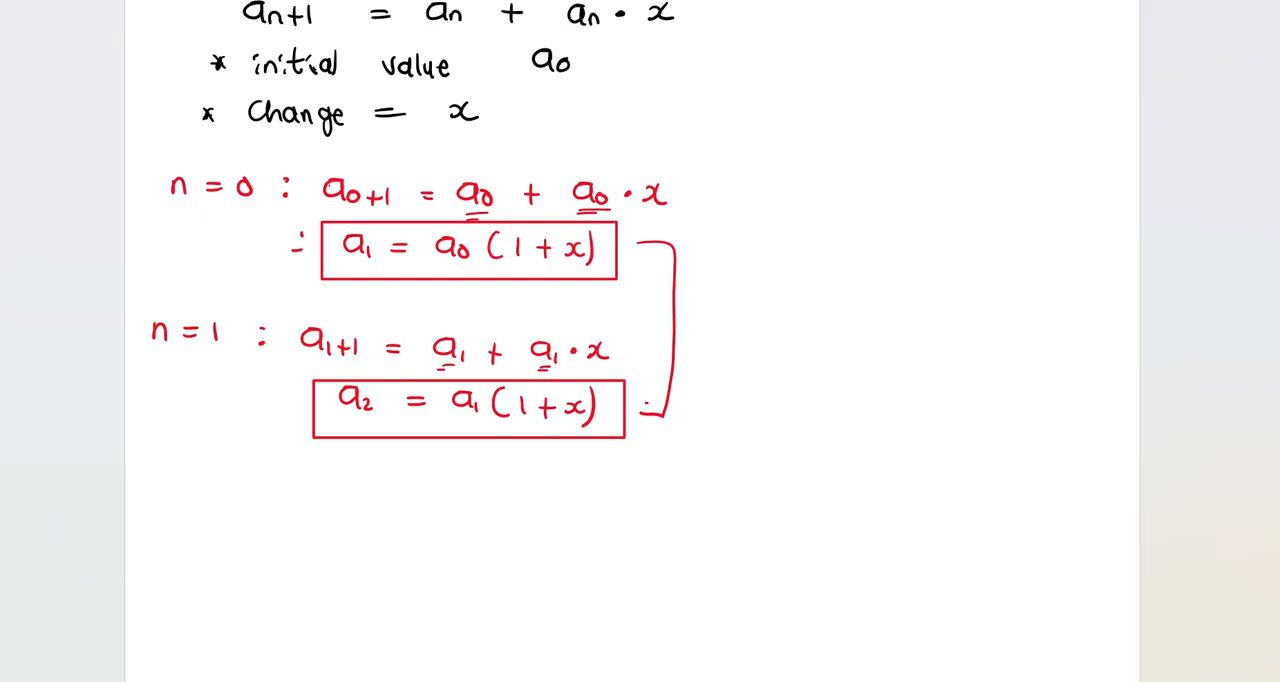 an+1 = an + an · x
* initial value a0
* Change = x
n = 0 : a0+1 = a0 + a0 · x
= a1 = a0 (1 + x)
n = 1 : a1+1 = a1 + a1 · x
a2 = a1 (1 + x)